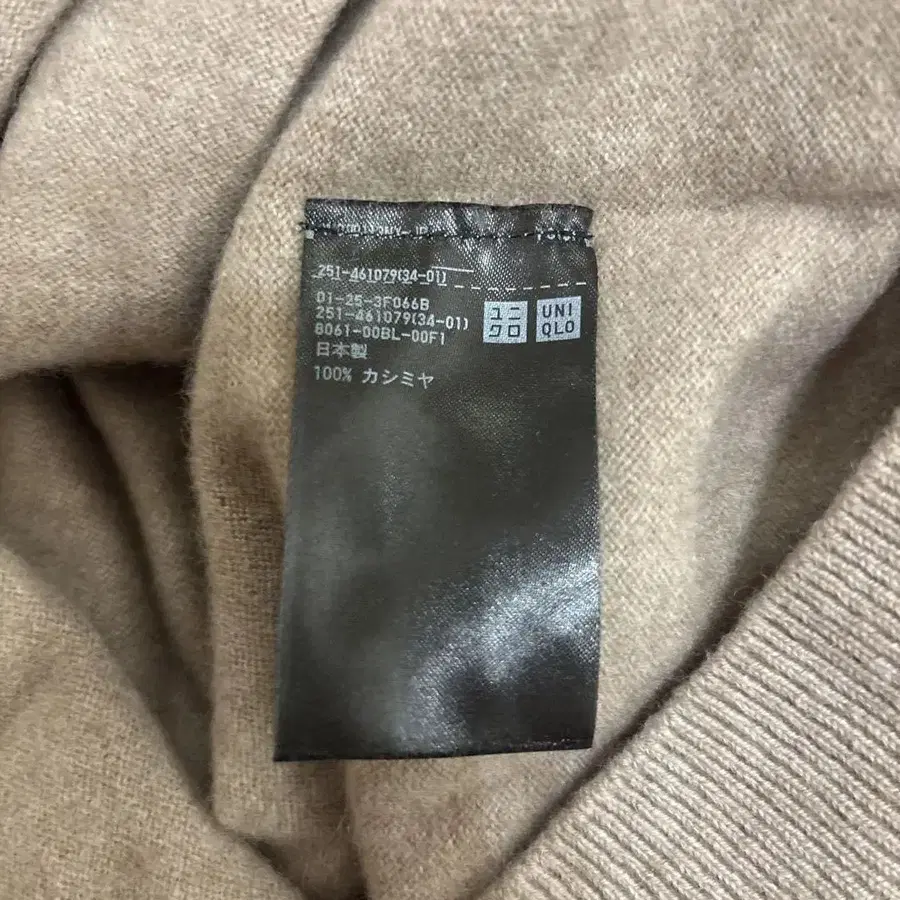 251-461079(34-01)
01-25-3F066B
251-461079(34-01)
8061-00BL-00F1
日本製
100% カシミヤ
ユニ
クロ
UNI
QLO